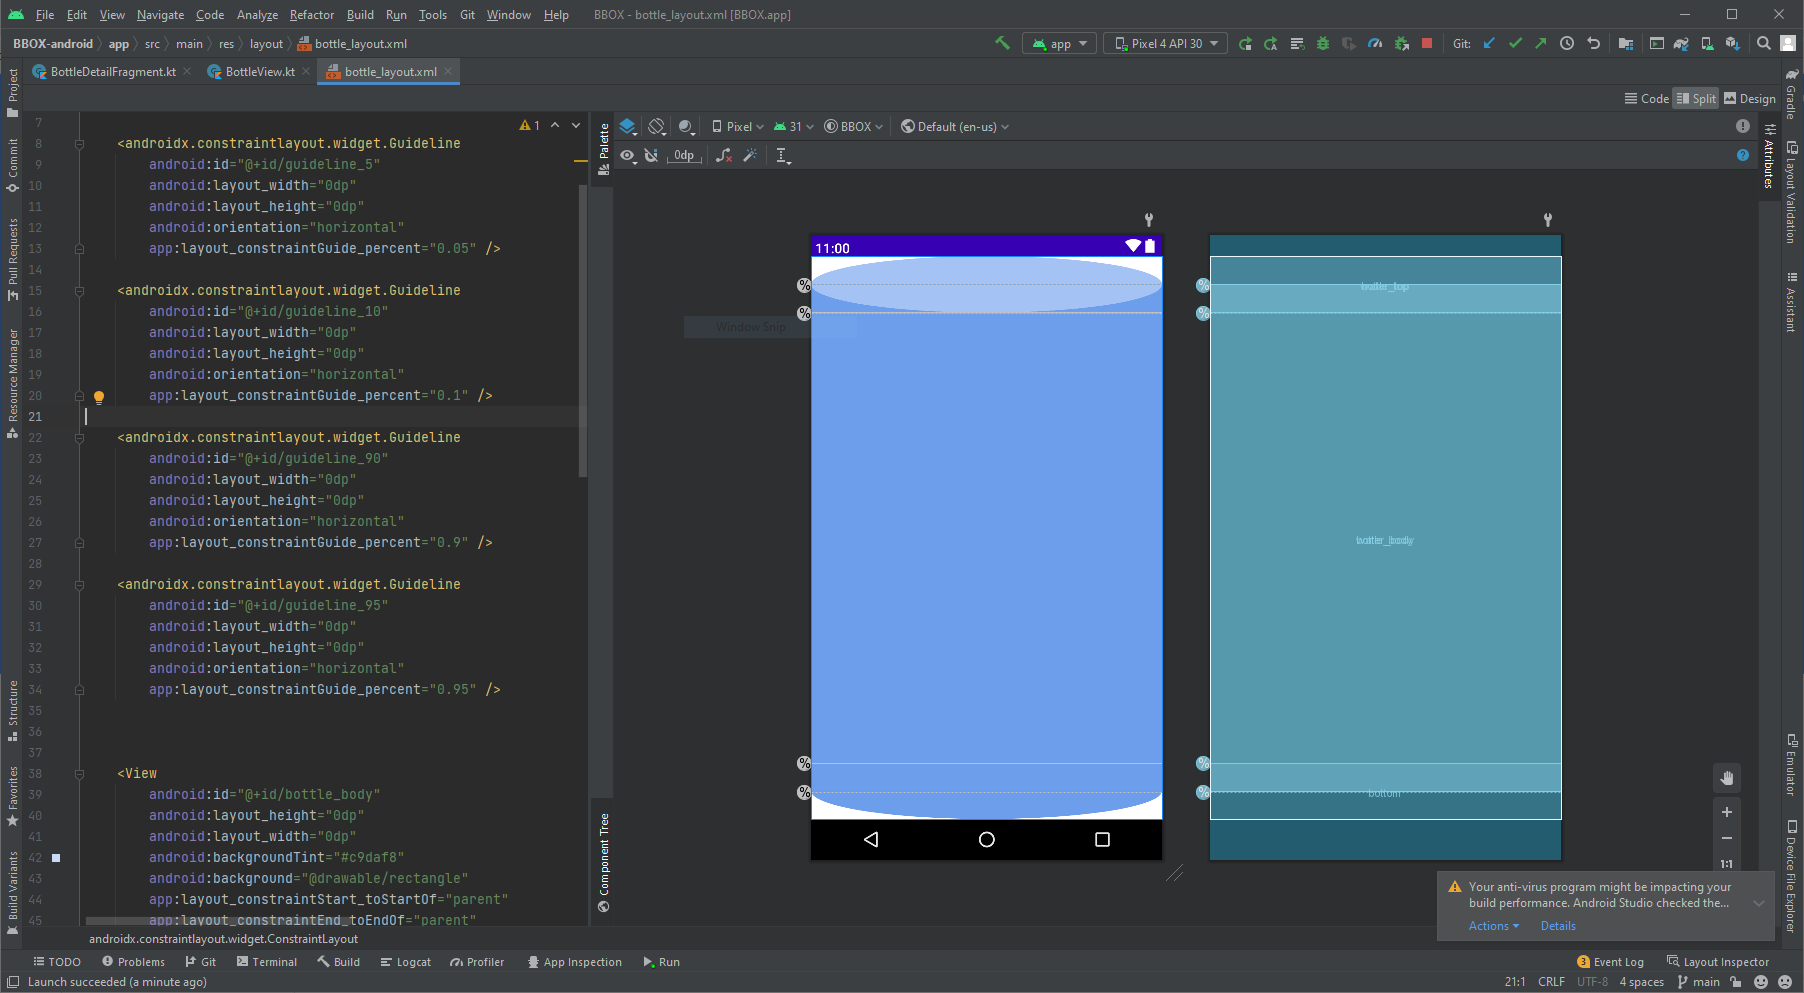 File Edit View Navigate Code Analyze Refactor Build Run Tools Git Window Help BBOX - bottle_layout.xml [BBOX.app]
BBOX-android app src main res layout bottle_layout.xml app Pixel 4 API 30 Git:
BottleDetailFragment.kt BottleView.kt bottle_layout.xml
Code Split Design
Project
Commit
Pull Requests
Resource Manager
Structure
Favorites
Build Variants
1
7
8 <androidx.constraintlayout.widget.Guideline
9 android:id="@+id/guideline_5"
10 android:layout_width="0dp"
11 android:layout_height="0dp"
12 android:orientation="horizontal"
13 app:layout_constraintGuide_percent="0.05" />
14
15 <androidx.constraintlayout.widget.Guideline
16 android:id="@+id/guideline_10"
17 android:layout_width="0dp"
18 android:layout_height="0dp"
19 android:orientation="horizontal"
20 app:layout_constraintGuide_percent="0.1" />
21
22 <androidx.constraintlayout.widget.Guideline
23 android:id="@+id/guideline_90"
24 android:layout_width="0dp"
25 android:layout_height="0dp"
26 android:orientation="horizontal"
27 app:layout_constraintGuide_percent="0.9" />
28
29 <androidx.constraintlayout.widget.Guideline
30 android:id="@+id/guideline_95"
31 android:layout_width="0dp"
32 android:layout_height="0dp"
33 android:orientation="horizontal"
34 app:layout_constraintGuide_percent="0.95" />
35
36
37
38 <View
39 android:id="@+id/bottle_body"
40 android:layout_height="0dp"
41 android:layout_width="0dp"
42 android:backgroundTint="#c9daf8"
43 android:background="@drawable/rectangle"
44 app:layout_constraintStart_toStartOf="parent"
45 app:layout_constraintEnd_toEndOf="parent"
androidx.constraintlayout.widget.ConstraintLayout
Palette
Component Tree
Pixel 31 BBOX Default (en-us)
0dp
11:00
%
%
Window Snip
%
%
%
%
%
%
bottom
1:1
Attributes
Gradle
Layout Validation
Assistant
Emulator
Device File Explorer
Your anti-virus program might be impacting your
build performance. Android Studio checked the...
Actions Details
TODO Problems Git Terminal Build Logcat Profiler App Inspection Run 3 Event Log Layout Inspector
Launch succeeded (a minute ago) 21:1 CRLF UTF-8 4 spaces main